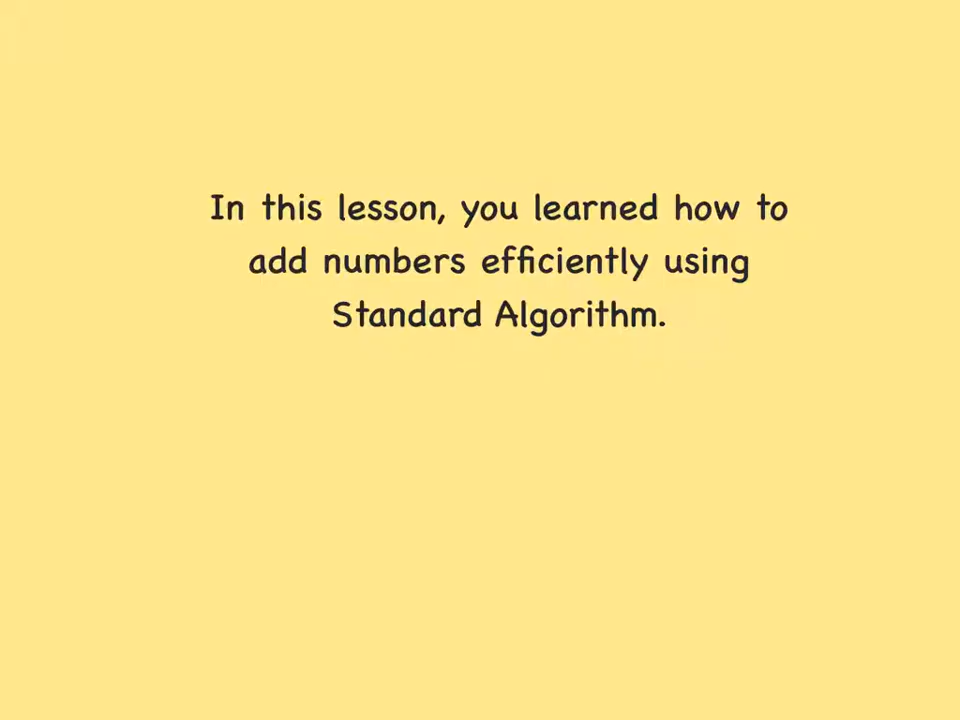 In this lesson, you learned how to
add numbers efficiently using
Standard Algorithm.